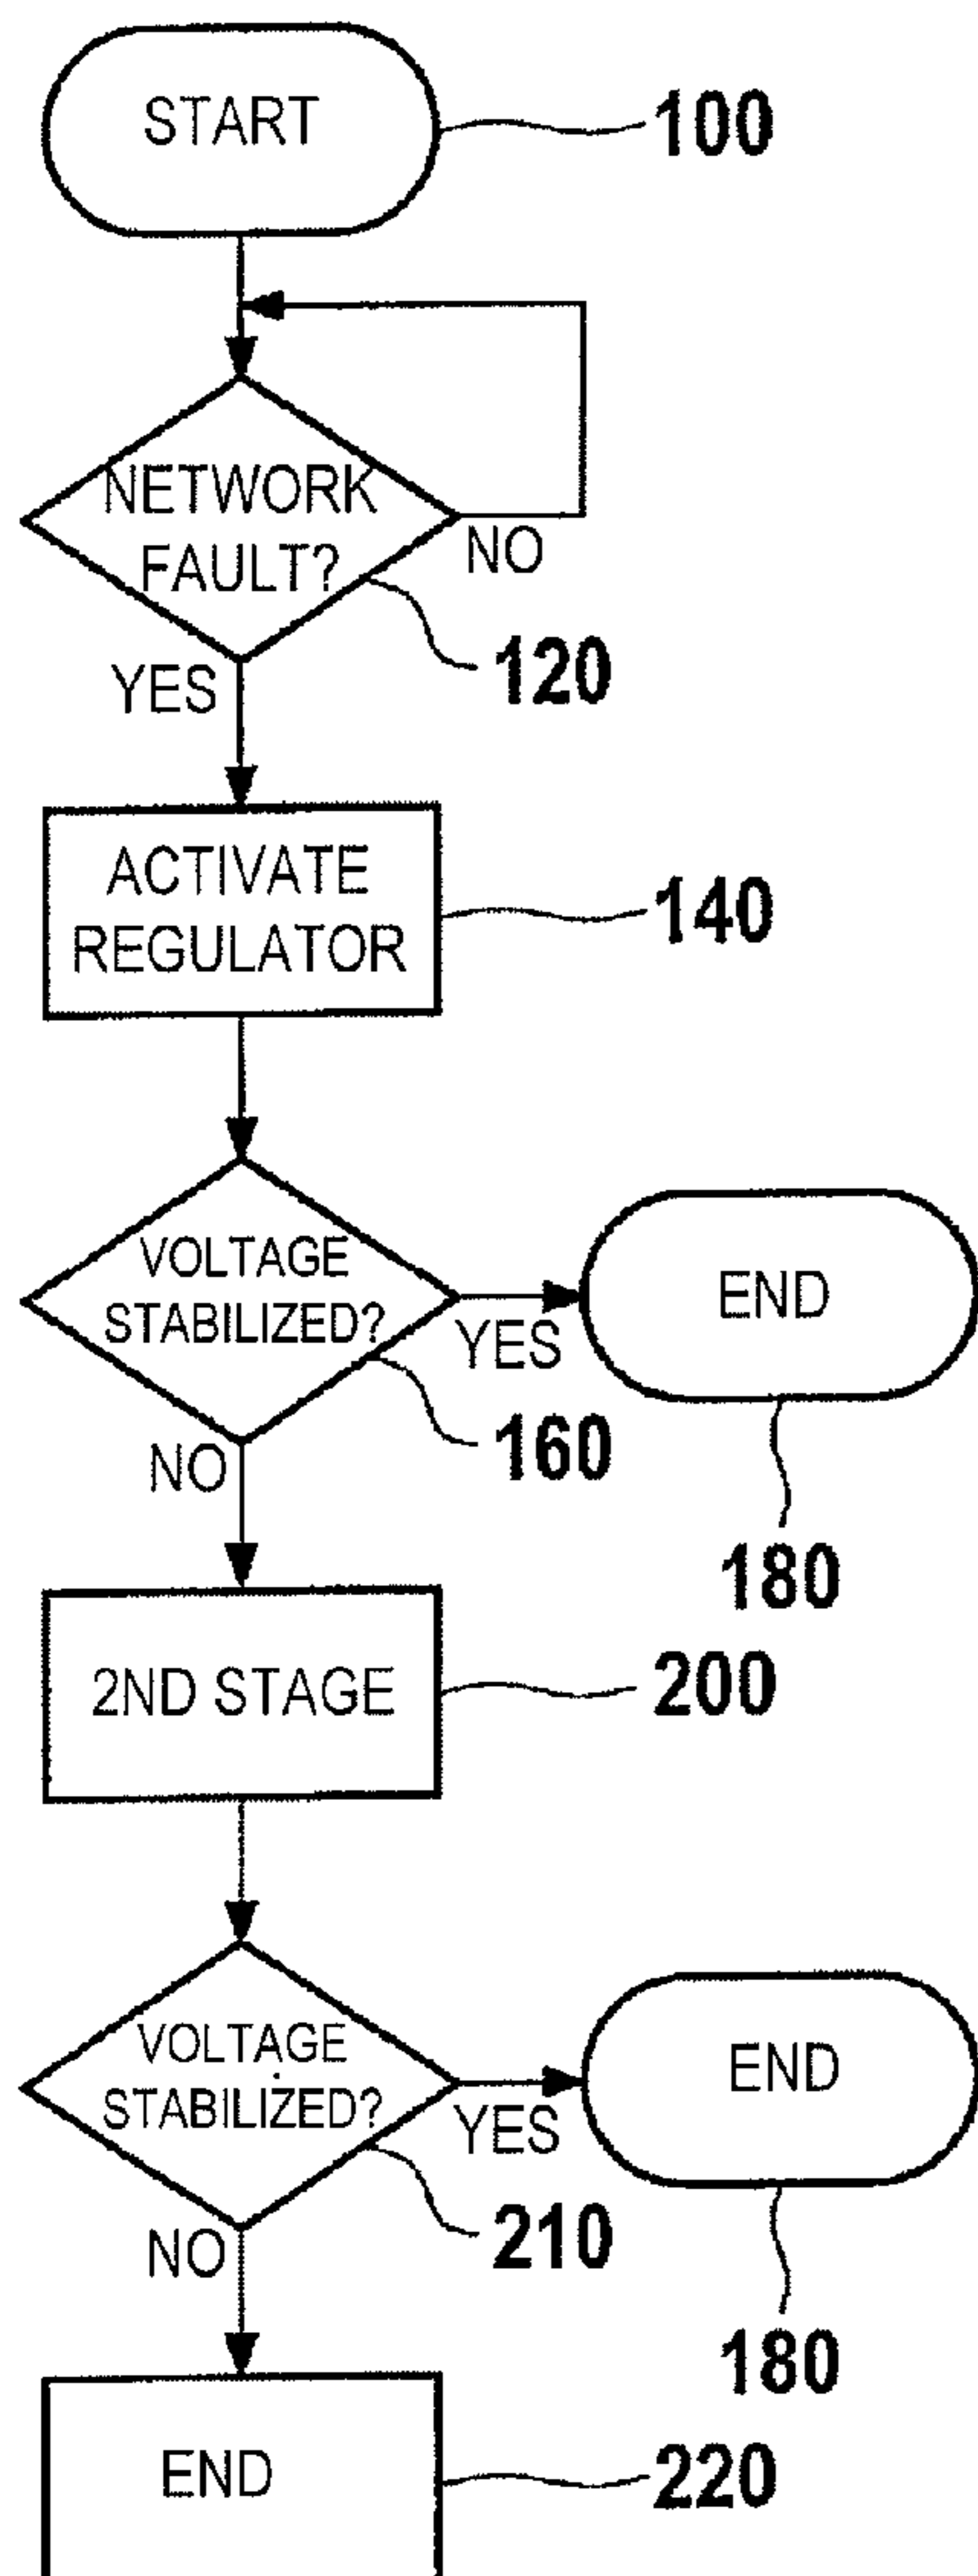 START
100
NETWORK
FAULT?
NO
120
YES
ACTIVATE
REGULATOR
140
VOLTAGE
STABILIZED?
YES
END
160
NO
180
2ND STAGE
200
VOLTAGE
STABILIZED?
YES
END
210
NO
180
END
220